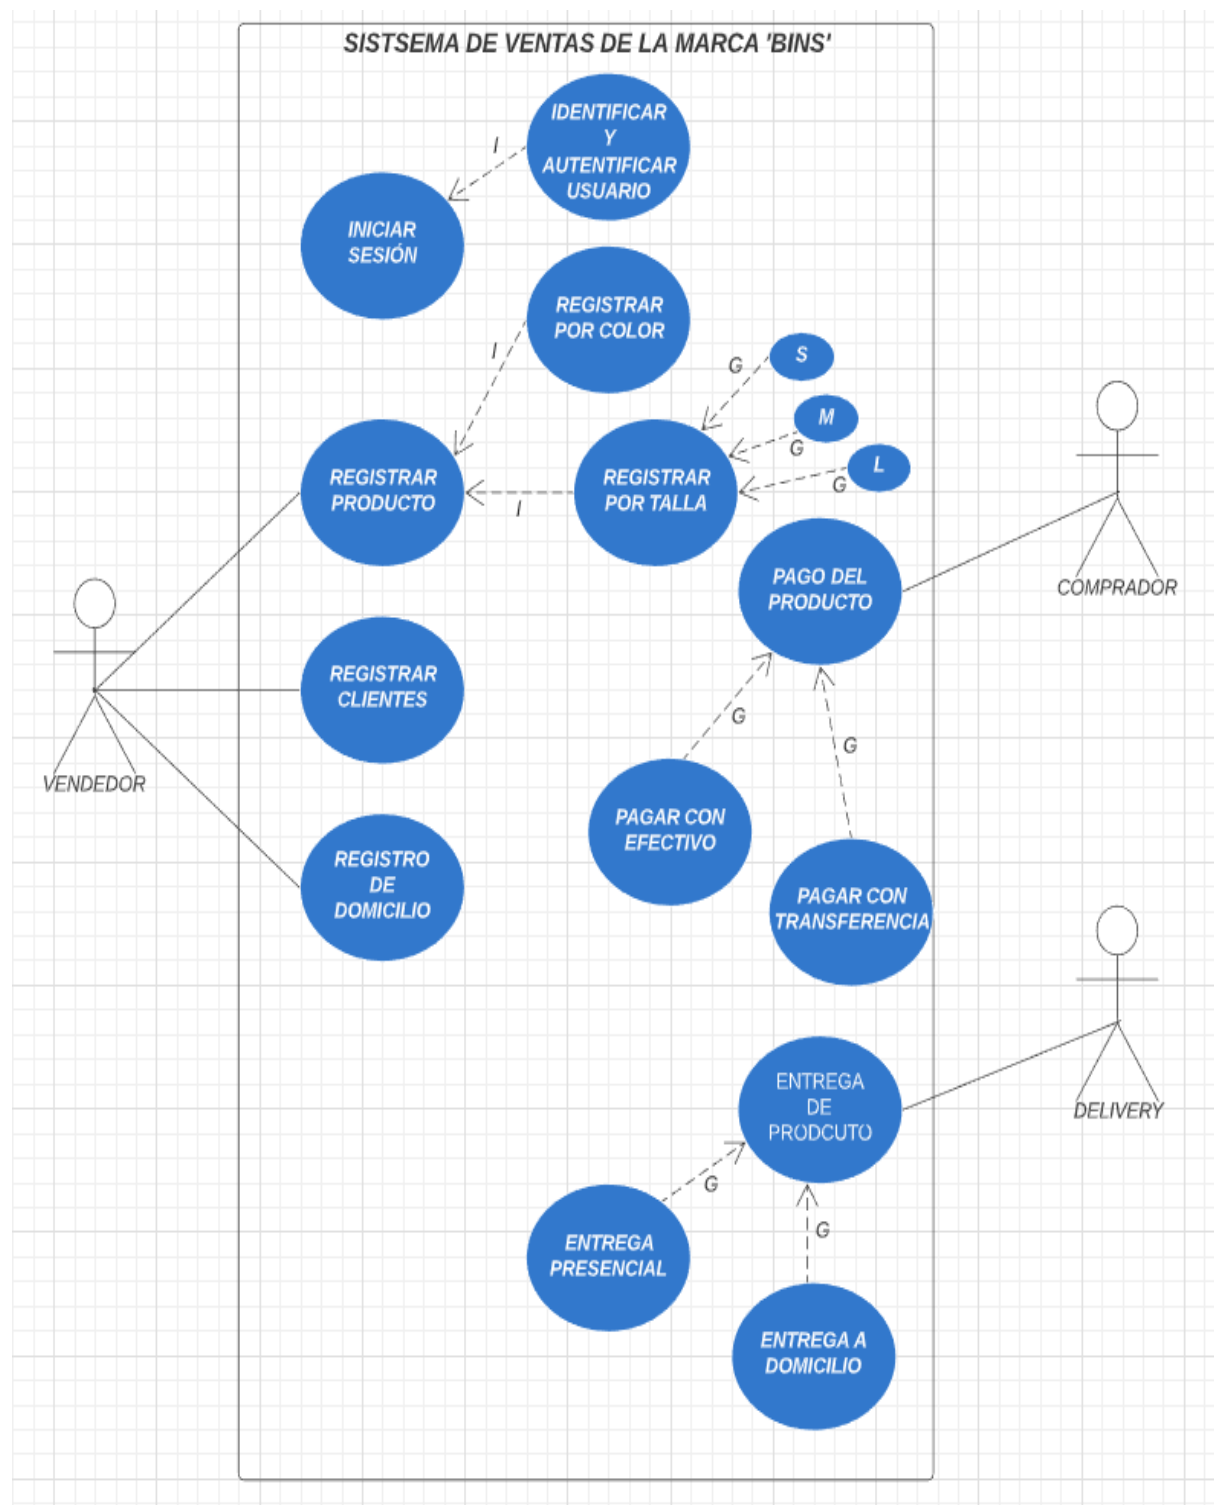 SISTSEMA DE VENTAS DE LA MARCA 'BINS'
IDENTIFICAR
Y
AUTENTIFICAR
USUARIO
I
INICIAR
SESIÓN
REGISTRAR
POR COLOR
I
S
G
M
G
L
G
REGISTRAR
PRODUCTO
I
REGISTRAR
POR TALLA
PAGO DEL
PRODUCTO
COMPRADOR
REGISTRAR
CLIENTES
VENDEDOR
G
G
PAGAR CON
EFECTIVO
REGISTRO
DE
DOMICILIO
PAGAR CON
TRANSFERENCIA
ENTREGA
DE
PRODCUTO
DELIVERY
G
G
ENTREGA
PRESENCIAL
ENTREGA A
DOMICILIO